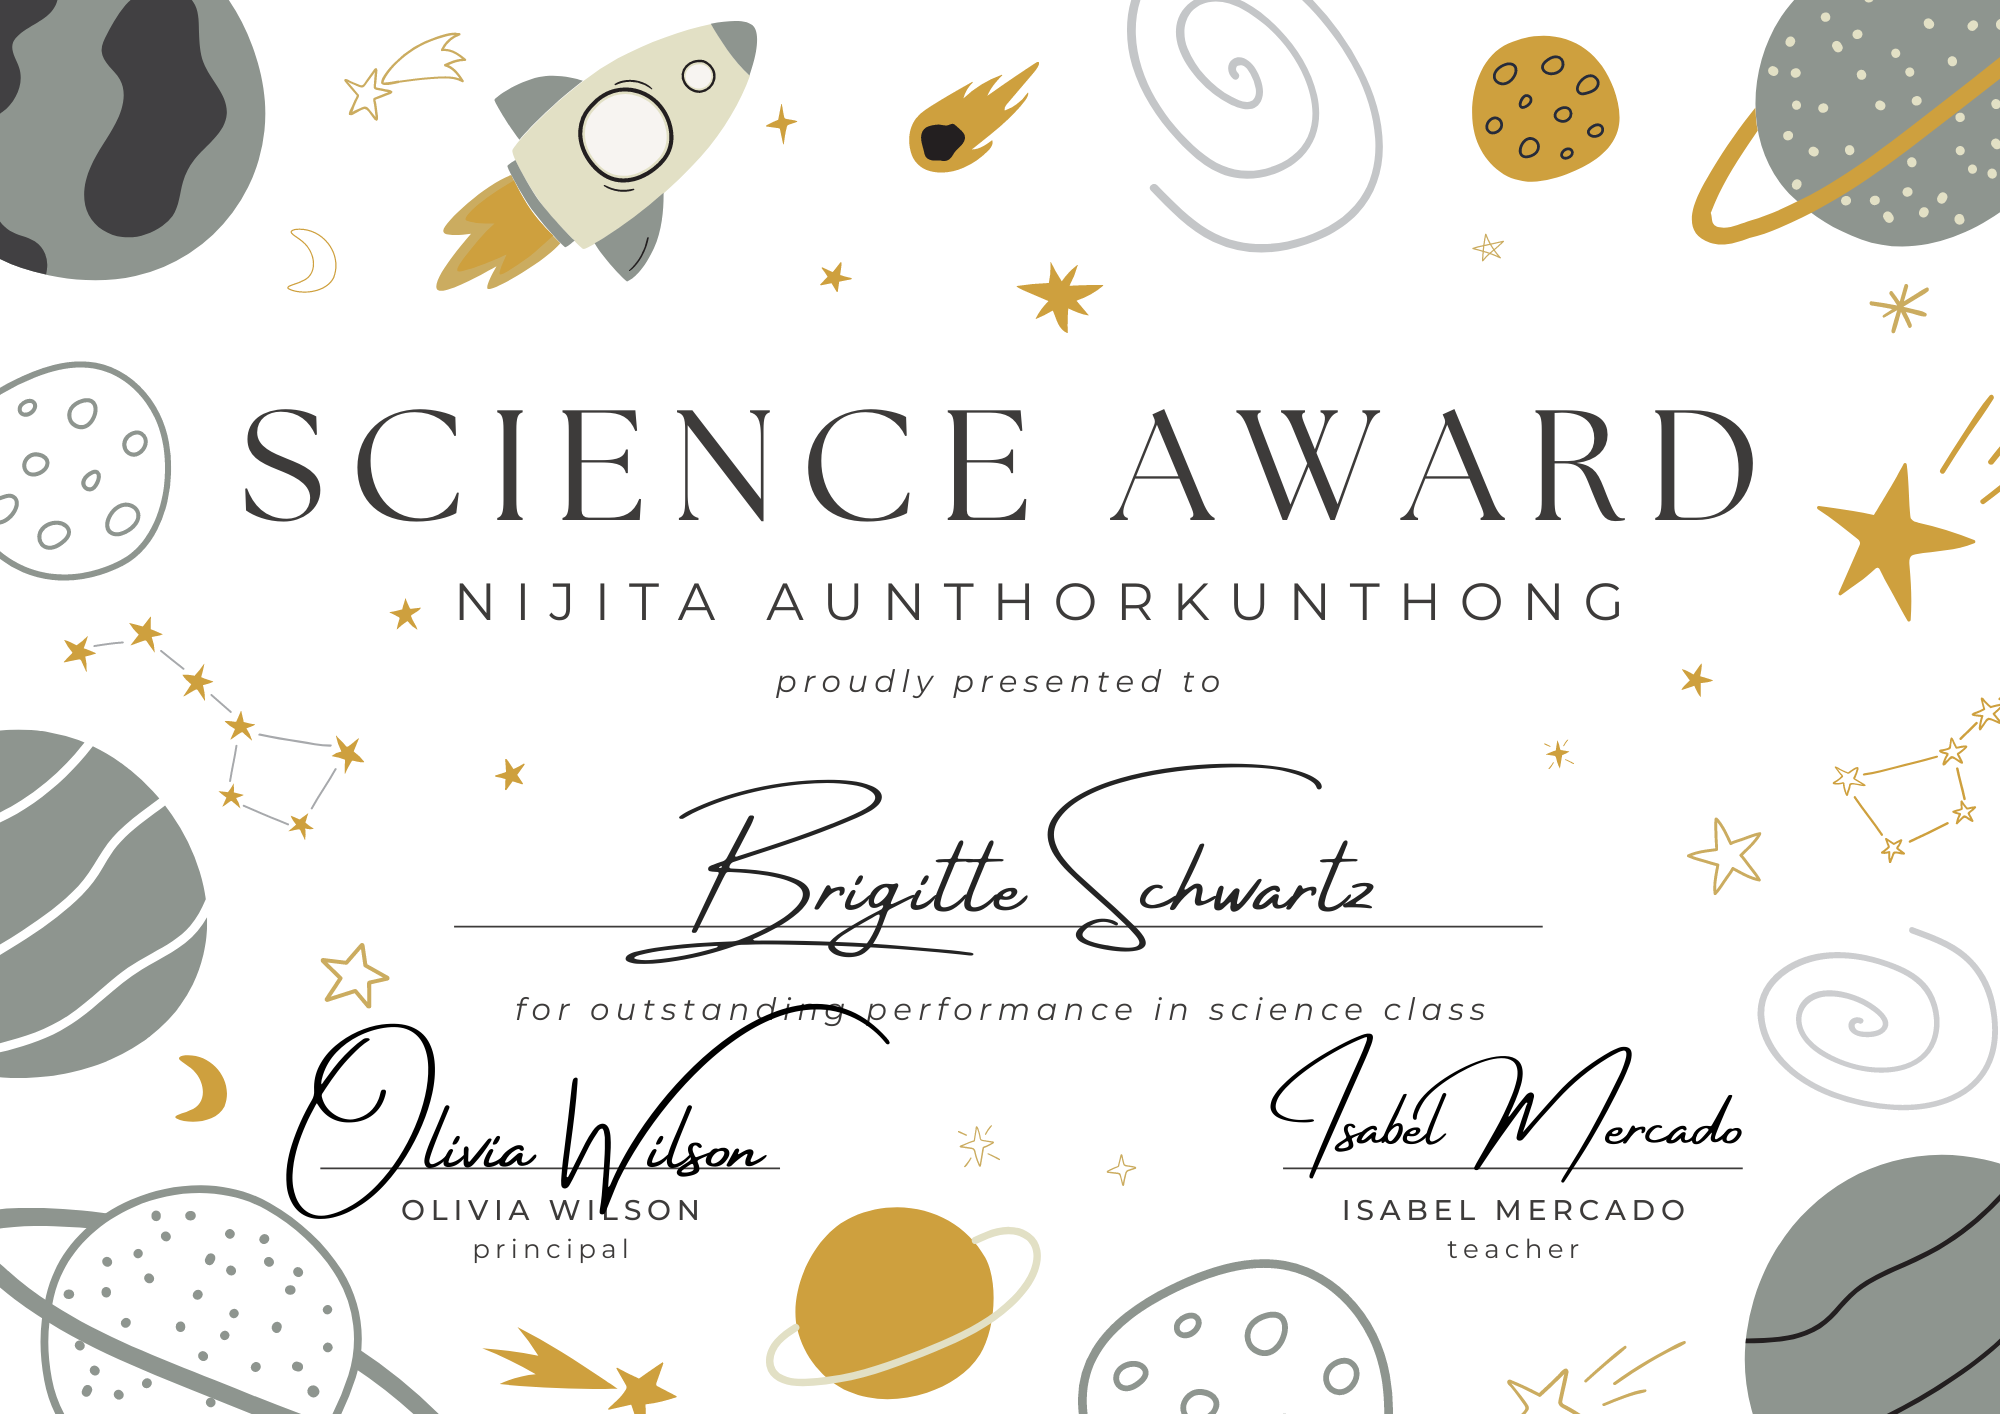 SCIENCE AWARD
NIJITA AUNTHORKUNTHONG
proudly presented to
Brigitte Schwartz
for outstanding performance in science class
Olivia Wilson
OLIVIA WILSON
principal
Isabel Mercado
ISABEL MERCADO
teacher